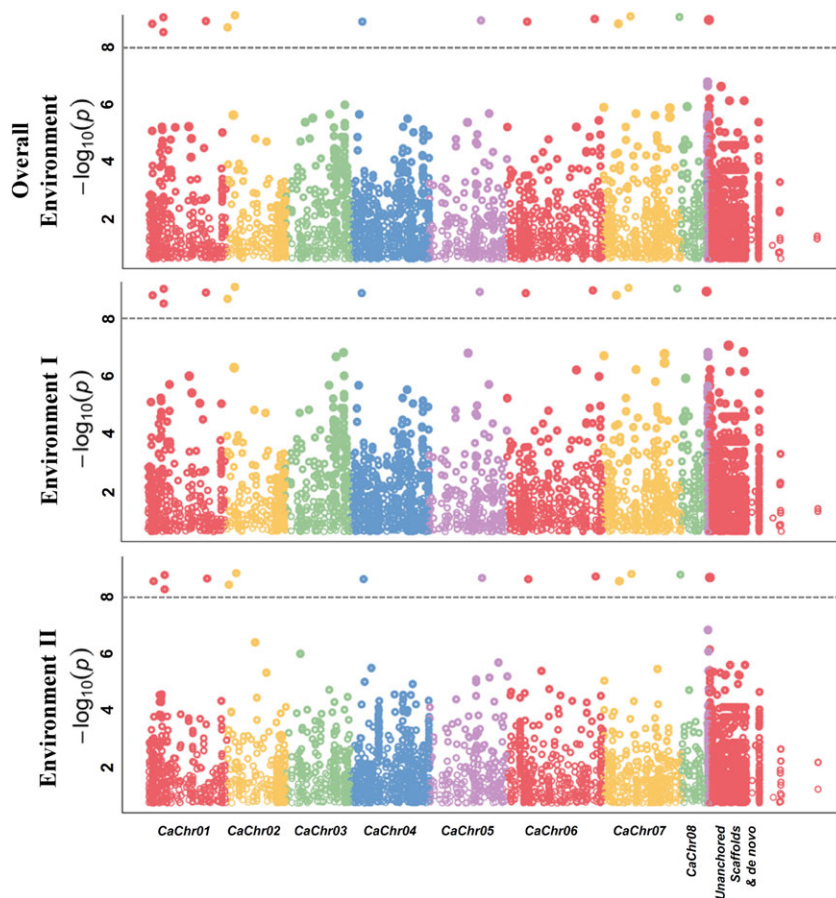 Overall
Environment
−log₁₀(p)
8
6
4
2
Environment I
−log₁₀(p)
8
6
4
2
Environment II
−log₁₀(p)
8
6
4
2
CaChr01
CaChr02
CaChr03
CaChr04
CaChr05
CaChr06
CaChr07
CaChr08
Unanchored
Scaffolds
& de novo